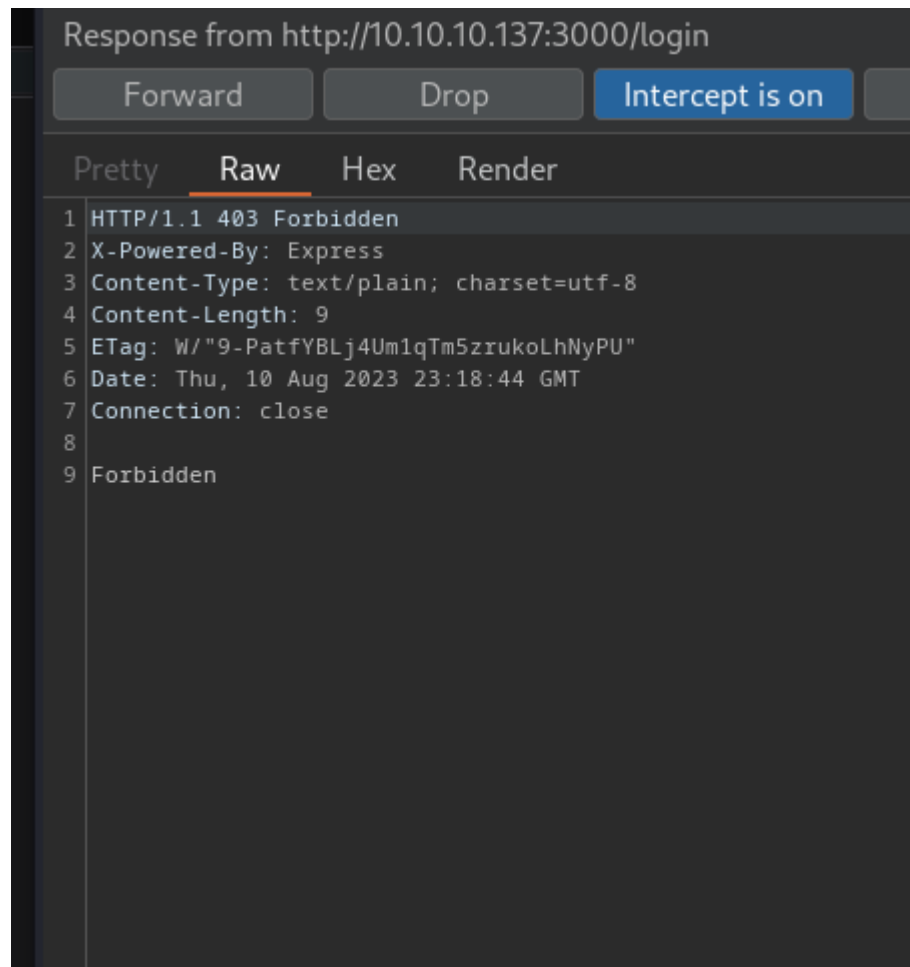 Response from http://10.10.10.137:3000/login
Forward Drop Intercept is on
Pretty Raw Hex Render
1 HTTP/1.1 403 Forbidden
2 X-Powered-By: Express
3 Content-Type: text/plain; charset=utf-8
4 Content-Length: 9
5 ETag: W/"9-PatfYBLj4Um1qTm5zrukoLhNyPU"
6 Date: Thu, 10 Aug 2023 23:18:44 GMT
7 Connection: close
8
9 Forbidden